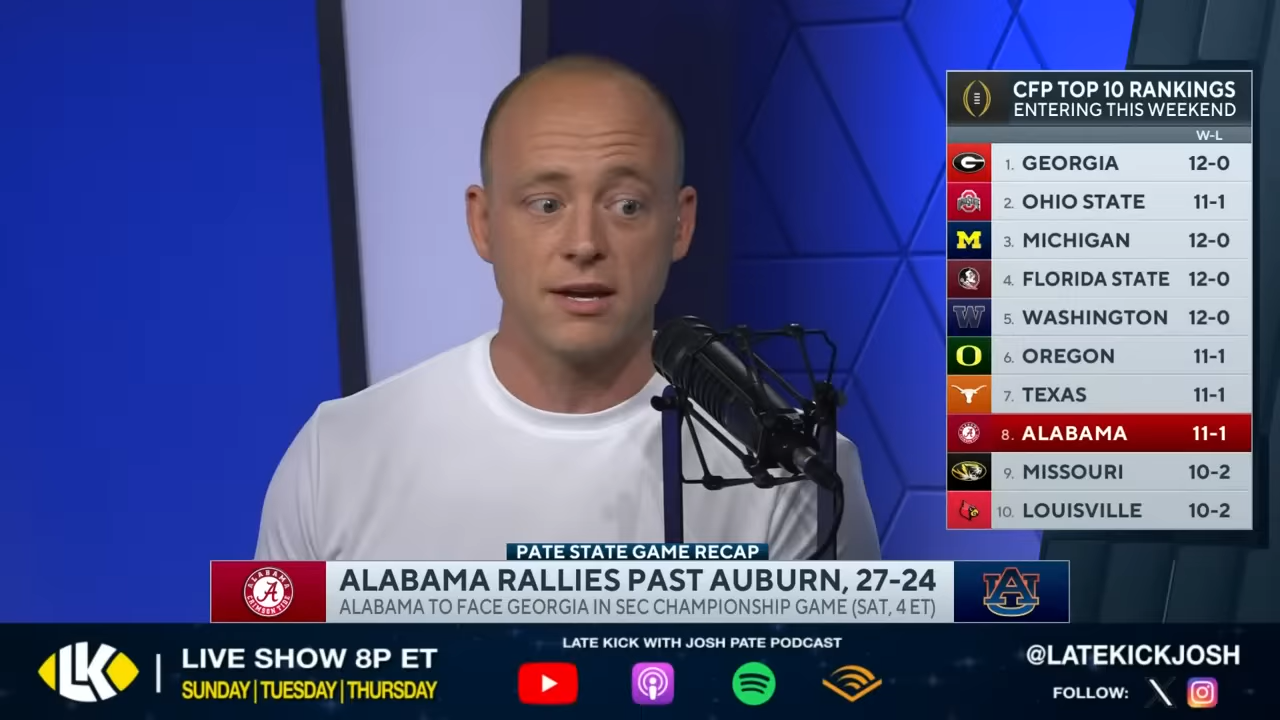 CFP TOP 10 RANKINGS
ENTERING THIS WEEKEND
W-L
1. GEORGIA 12-0
2. OHIO STATE 11-1
3. MICHIGAN 12-0
4. FLORIDA STATE 12-0
5. WASHINGTON 12-0
6. OREGON 11-1
7. TEXAS 11-1
8. ALABAMA 11-1
9. MISSOURI 10-2
10. LOUISVILLE 10-2
PATE STATE GAME RECAP
ALABAMA RALLIES PAST AUBURN, 27-24
ALABAMA TO FACE GEORGIA IN SEC CHAMPIONSHIP GAME (SAT, 4 ET)
LK
LIVE SHOW 8P ET
SUNDAY | TUESDAY | THURSDAY
LATE KICK WITH JOSH PATE PODCAST
@LATEKICKJOSH
FOLLOW: